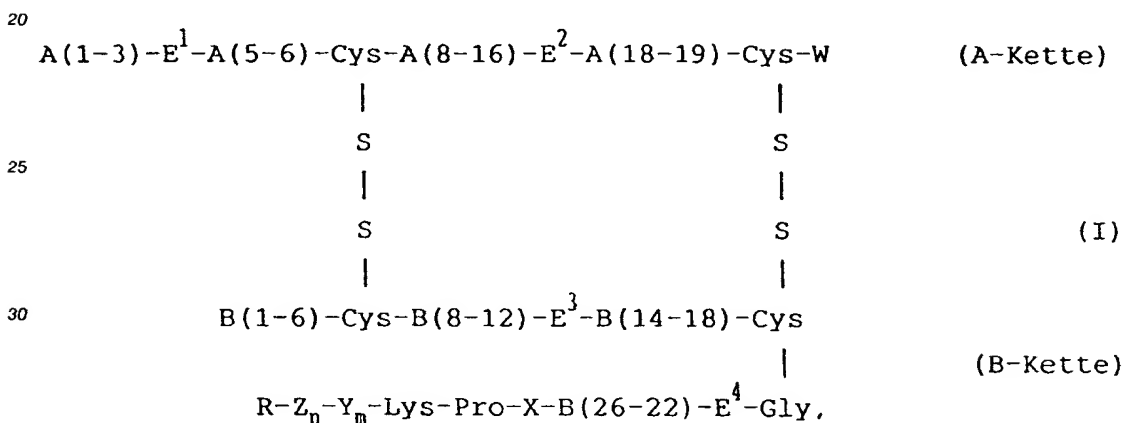 20
A(1-3)-E¹-A(5-6)-Cys-A(8-16)-E²-A(18-19)-Cys-W (A-Kette)
| |
S S
25
| |
S S (I)
| |
30 B(1-6)-Cys-B(8-12)-E³-B(14-18)-Cys
| (B-Kette)
R-Zₙ-Yₘ-Lys-Pro-X-B(26-22)-E⁴-Gly,